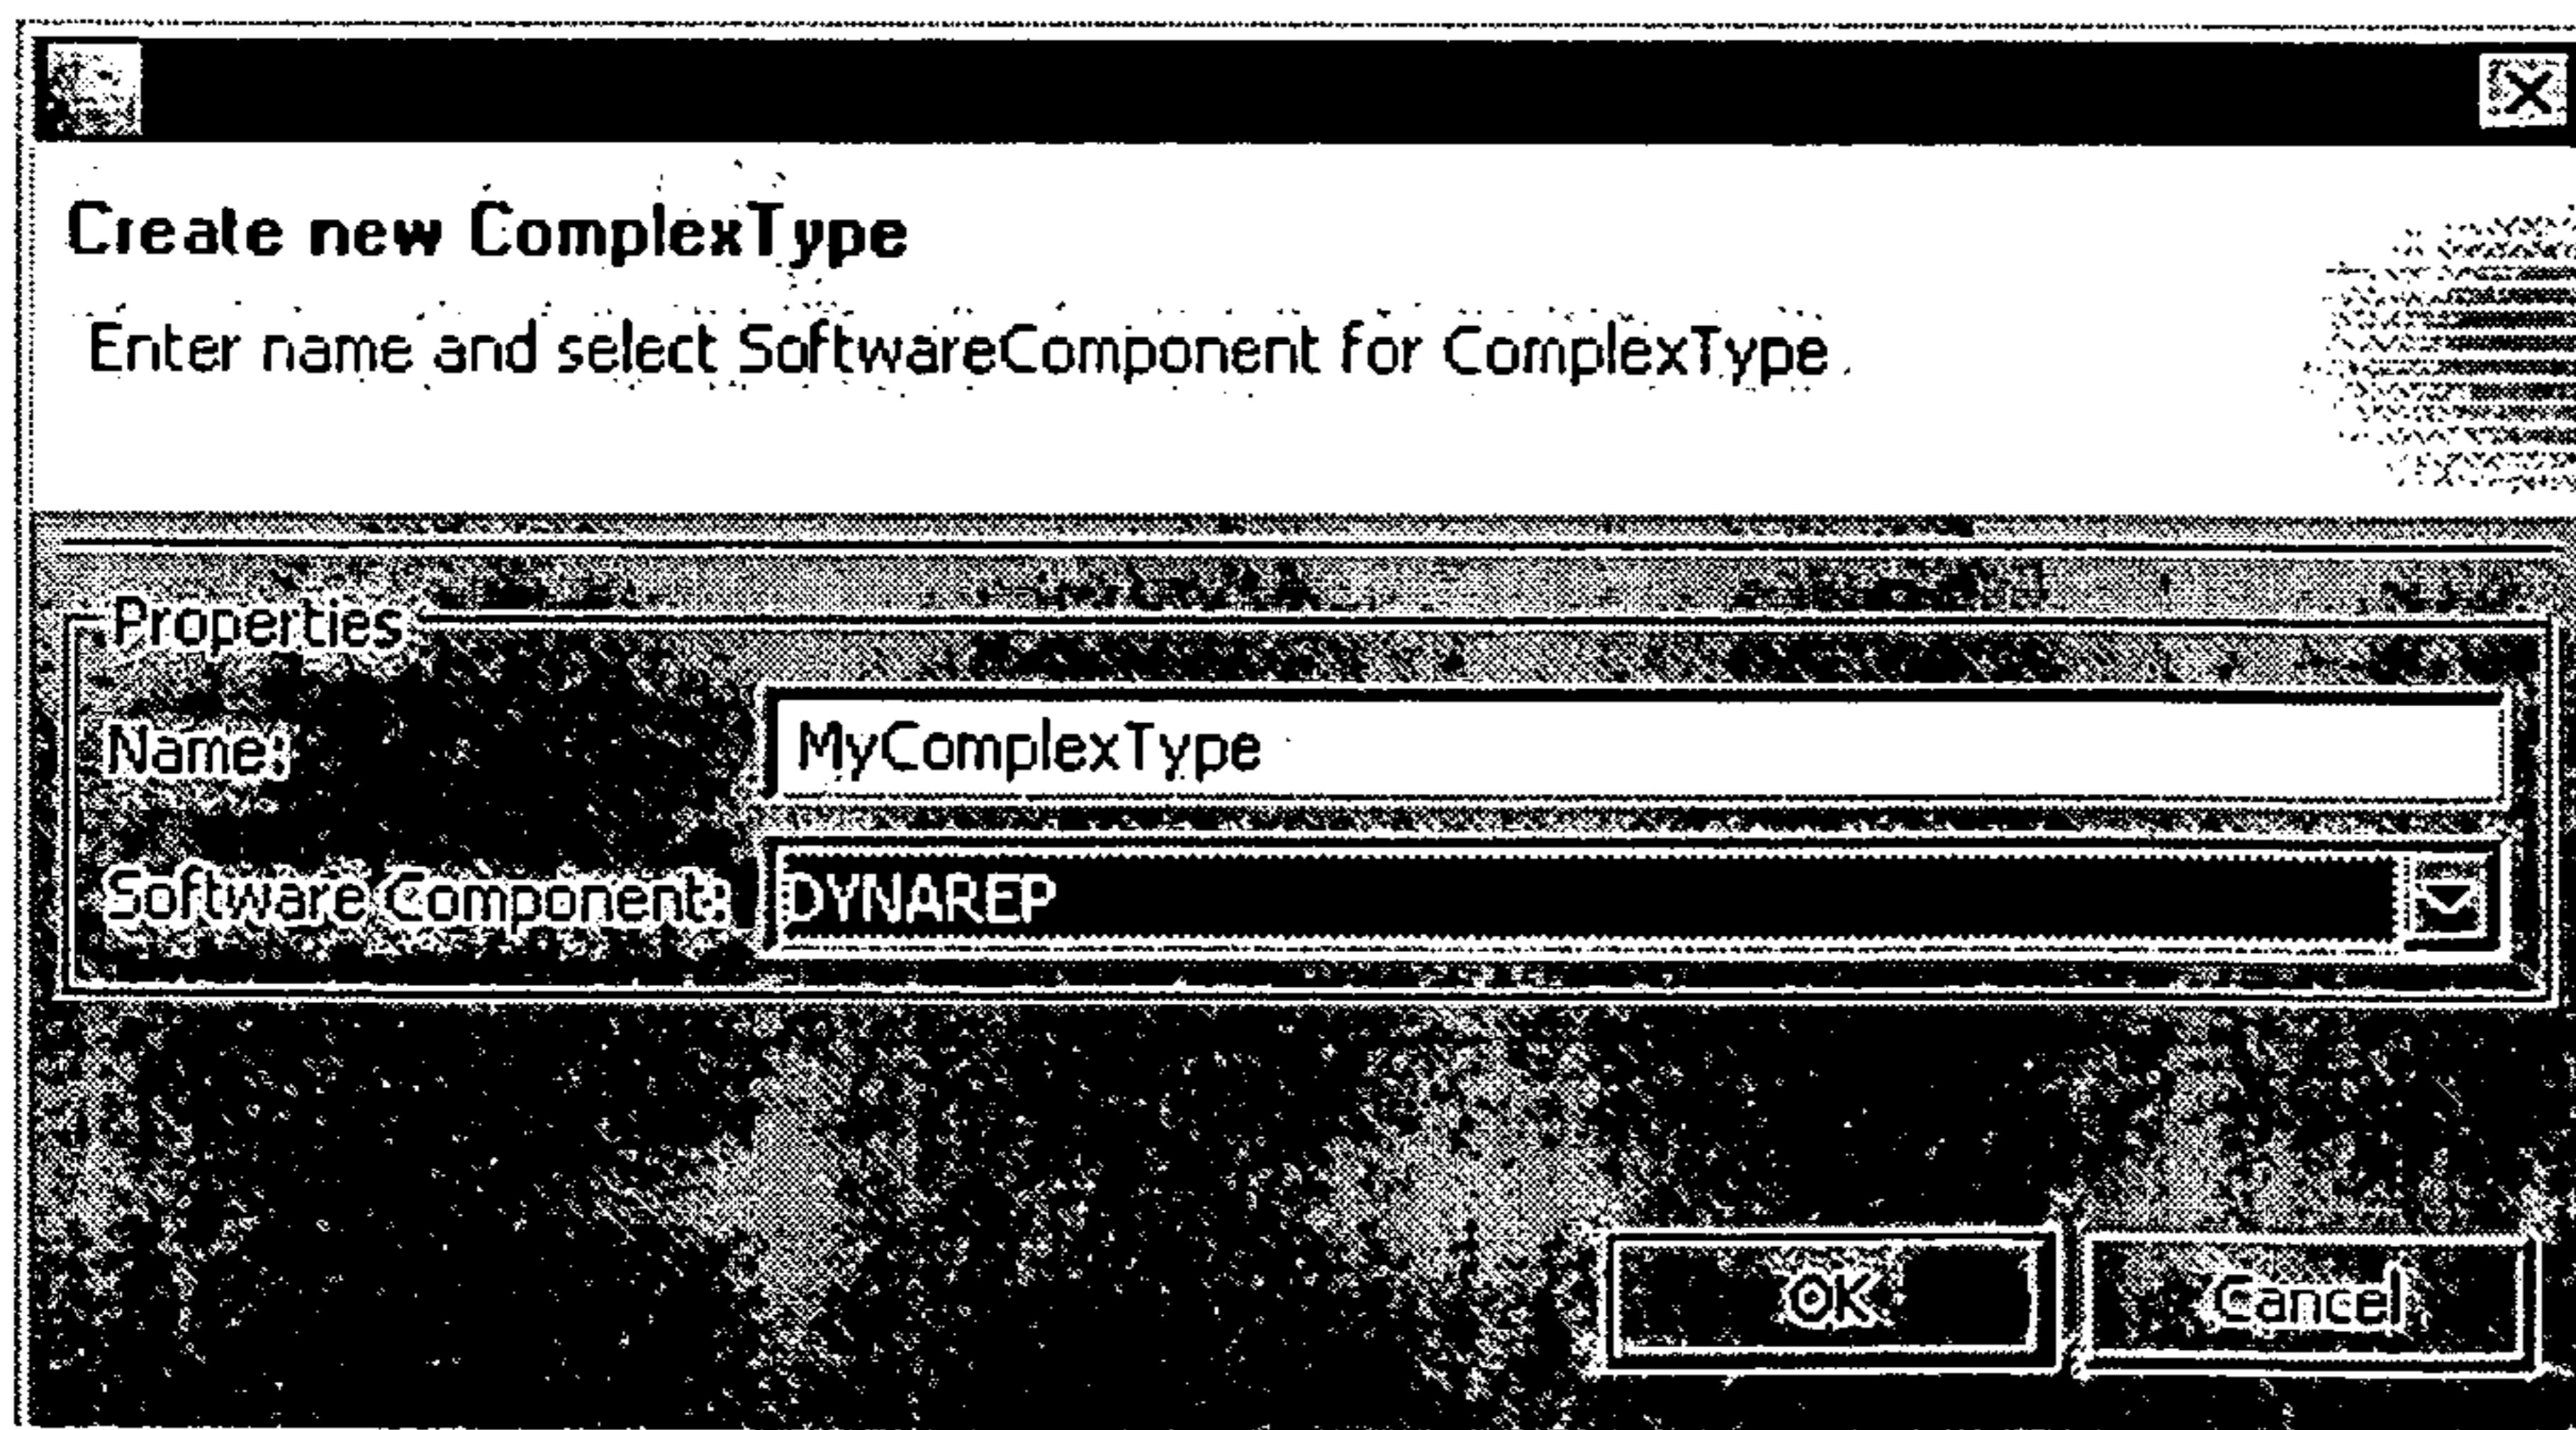 Create new ComplexType
Enter name and select SoftwareComponent for ComplexType
Properties
Name: MyComplexType
Software Component: DYNAREP
OK Cancel